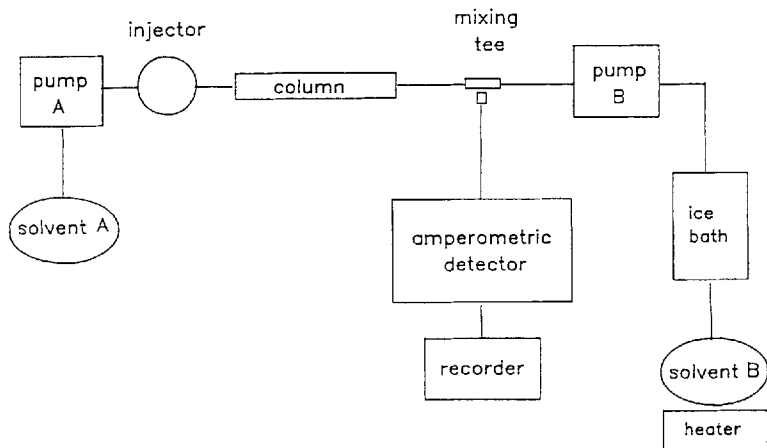 mixing
tee
injector
pump
A
column
pump
B
solvent A
amperometric
detector
ice
bath
recorder
solvent B
heater